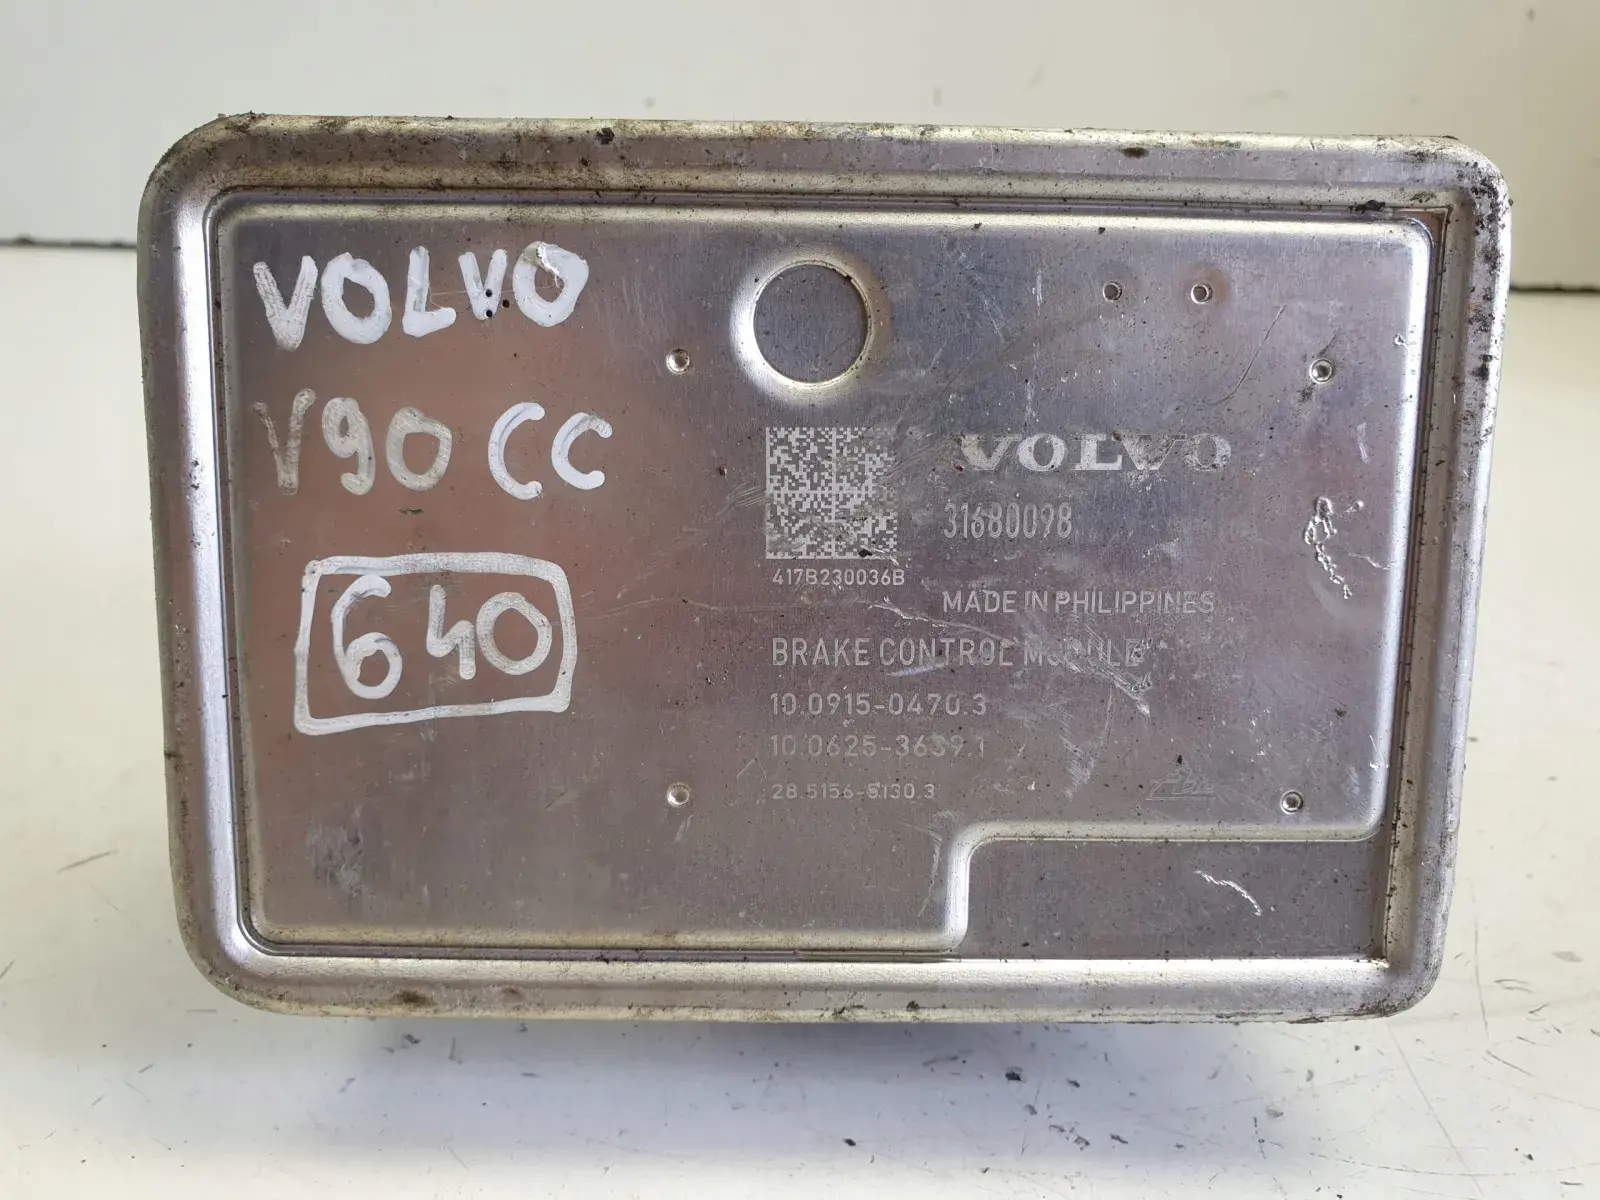 VOLVO
V90 CC
640
VOLVO
31680098
417B230036B
MADE IN PHILIPPINES
BRAKE CONTROL MODULE
10.0915-0470.3
10.0625-3639.1
28.5156-5130.3
Ate